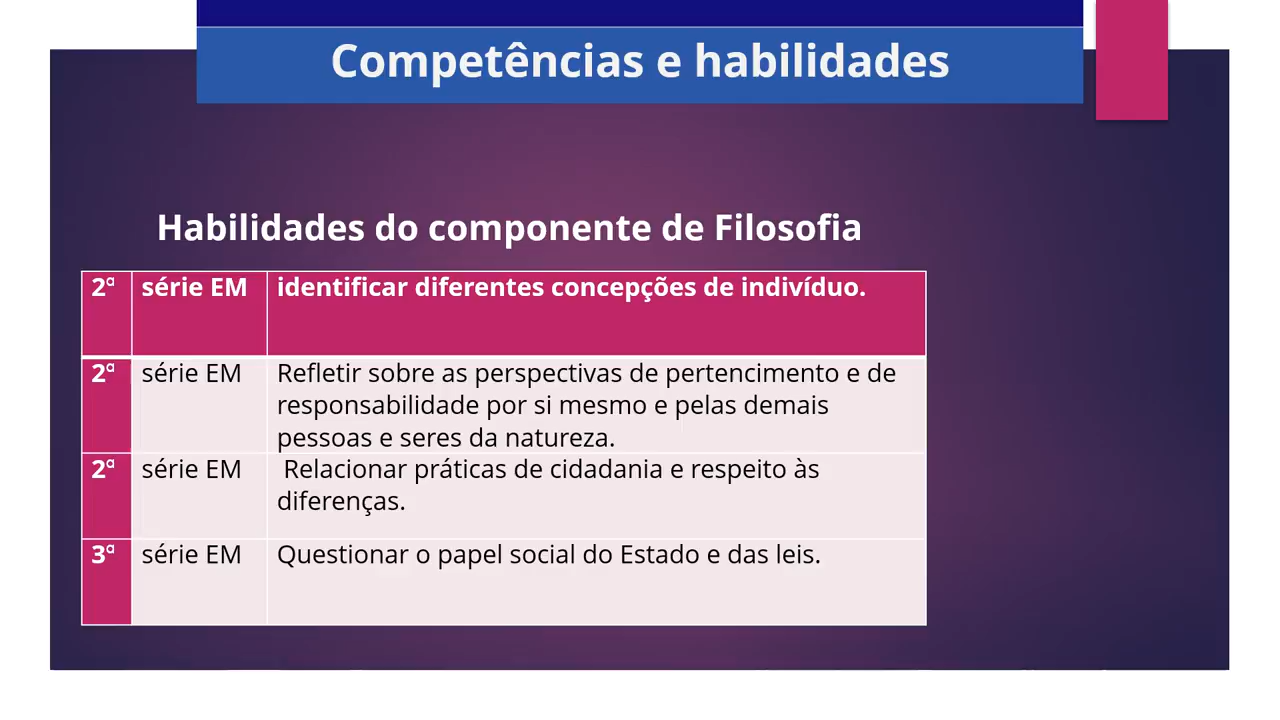 Competências e habilidades
Habilidades do componente de Filosofia
2ª série EM identificar diferentes concepções de indivíduo.
2ª série EM Refletir sobre as perspectivas de pertencimento e de
responsabilidade por si mesmo e pelas demais
pessoas e seres da natureza.
2ª série EM Relacionar práticas de cidadania e respeito às
diferenças.
3ª série EM Questionar o papel social do Estado e das leis.